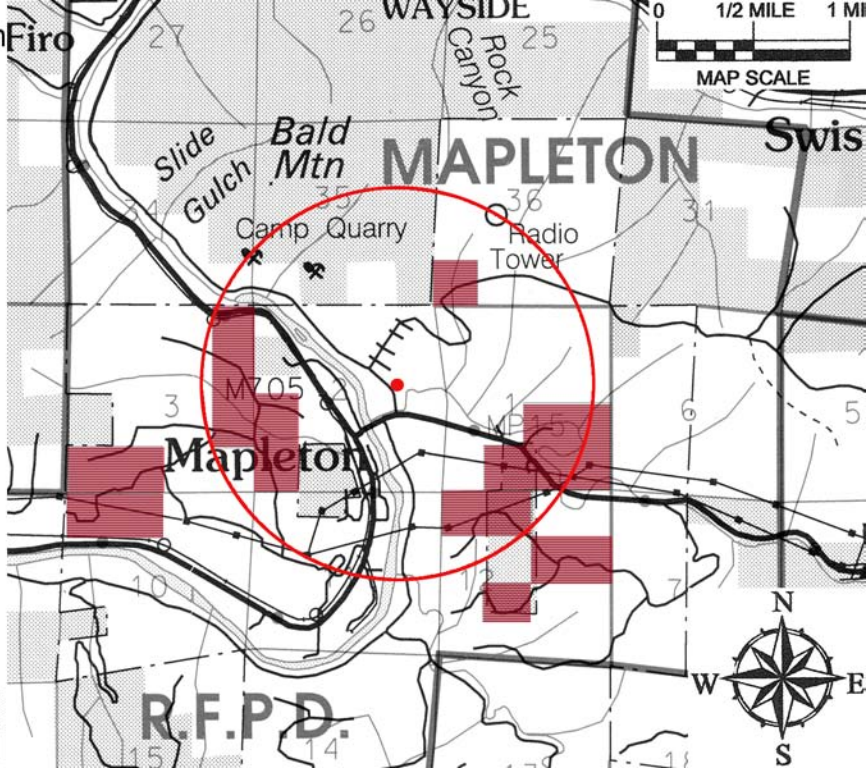 WAYSIDE
0 1/2 MILE 1 MI
MAP SCALE
Firo
27
26
25
Rock
Canyon
Slide
Gulch
Bald
Mtn
MAPLETON
Swis
34
35
36
31
Camp Quarry
Radio
Tower
3
M705
2
1
MP15
6
5
Mapleton
10
12
7
N
W E
S
R.F.P.D.
15
14